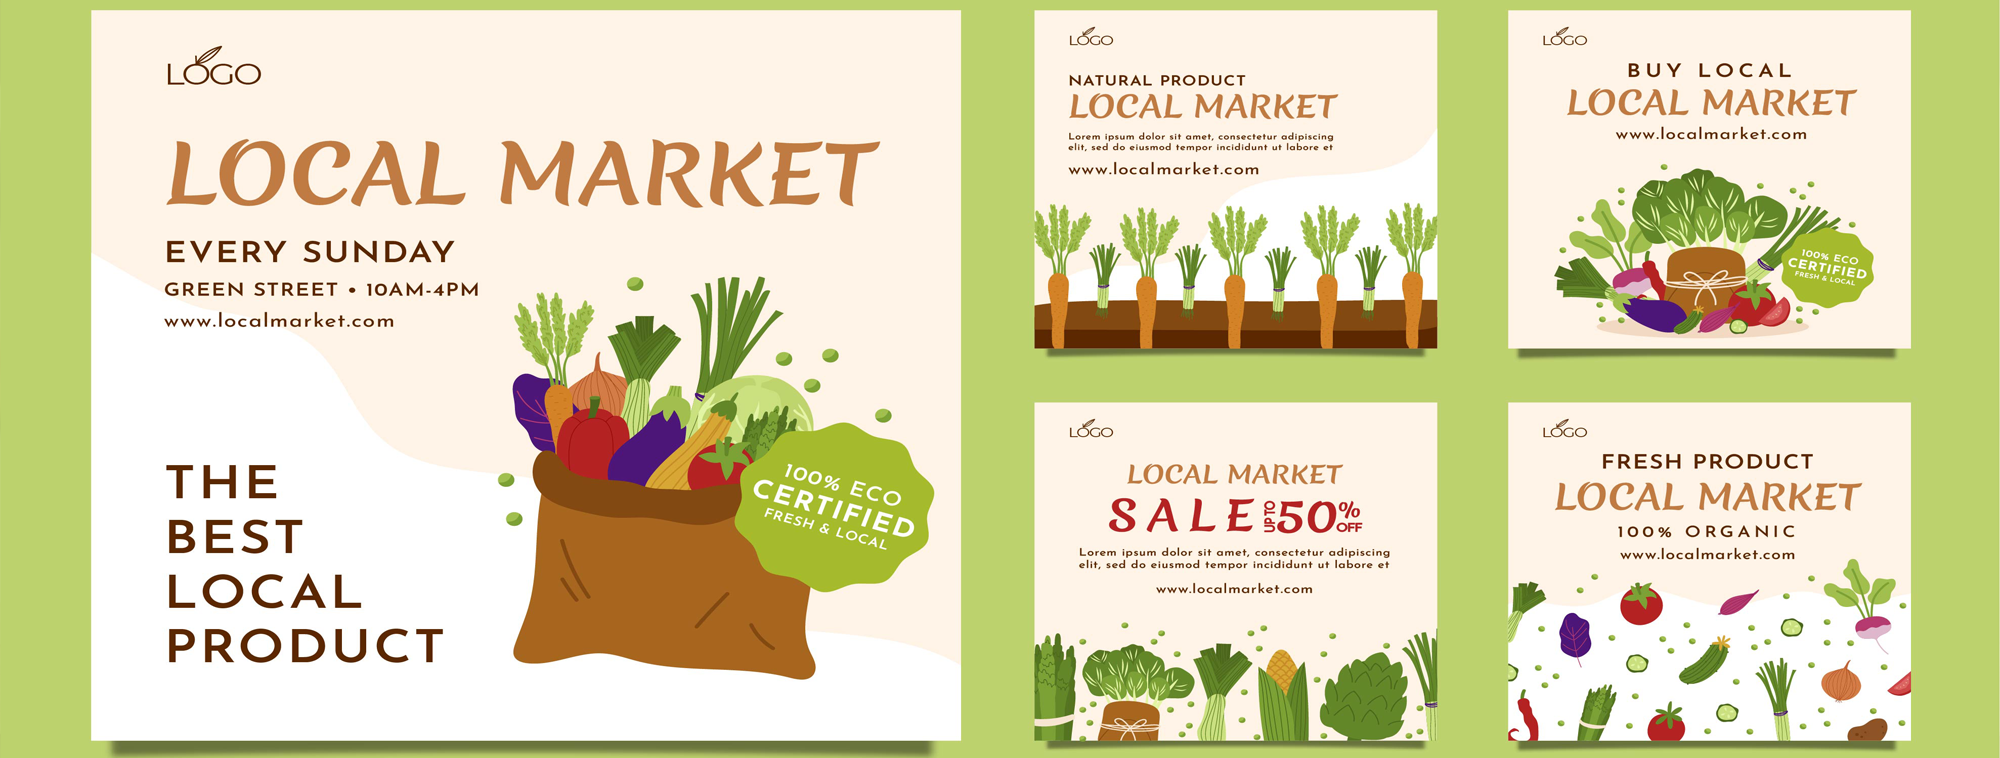 LOGO
LOCAL MARKET
EVERY SUNDAY
GREEN STREET • 10AM-4PM
www.localmarket.com
THE
BEST
LOCAL
PRODUCT
100% ECO
CERTIFIED
FRESH & LOCAL
LOGO
NATURAL PRODUCT
LOCAL MARKET
Lorem ipsum dolor sit amet, consectetur adipiscing
elit, sed do eiusmod tempor incididunt ut labore et
www.localmarket.com
LOGO
BUY LOCAL
LOCAL MARKET
www.localmarket.com
100% ECO
CERTIFIED
FRESH & LOCAL
LOGO
LOCAL MARKET
SALE UP TO 50% OFF
Lorem ipsum dolor sit amet, consectetur adipiscing
elit, sed do eiusmod tempor incididunt ut labore et
www.localmarket.com
LOGO
FRESH PRODUCT
LOCAL MARKET
100% ORGANIC
www.localmarket.com